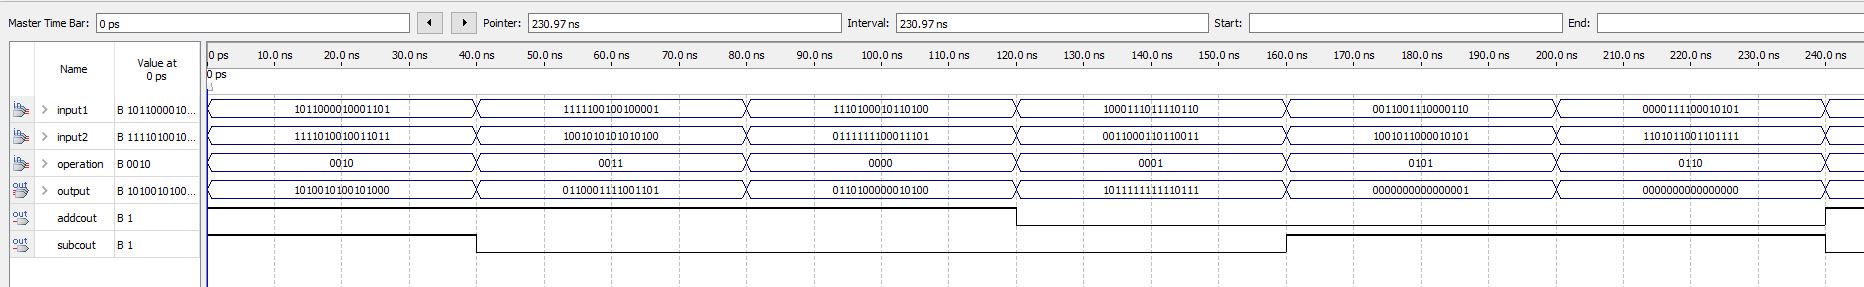 Master Time Bar: 0 ps Pointer: 230.97 ns Interval: 230.97 ns Start: End:
Name Value at 0 ps 0 ps 10.0 ns 20.0 ns 30.0 ns 40.0 ns 50.0 ns 60.0 ns 70.0 ns 80.0 ns 90.0 ns 100.0 ns 110.0 ns 120.0 ns 130.0 ns 140.0 ns 150.0 ns 160.0 ns 170.0 ns 180.0 ns 190.0 ns 200.0 ns 210.0 ns 220.0 ns 230.0 ns 240.0 ns
0 ps
in input1 B 1011000010... 1011000010001101 1111100100100001 1110100010110100 1000111011110110 0011001110000110 0000111100010101
in input2 B 1111010010... 1111010010011011 1001010101010100 0111111100011101 0011000110110011 1001011000010101 1101011001101111
in operation B 0010 0010 0011 0000 0001 0101 0110
out output B 1010010100... 1010010100101000 0110001111001101 0110100000010100 1011111111110111 0000000000000001 0000000000000000
out addcout B 1
out subcout B 1